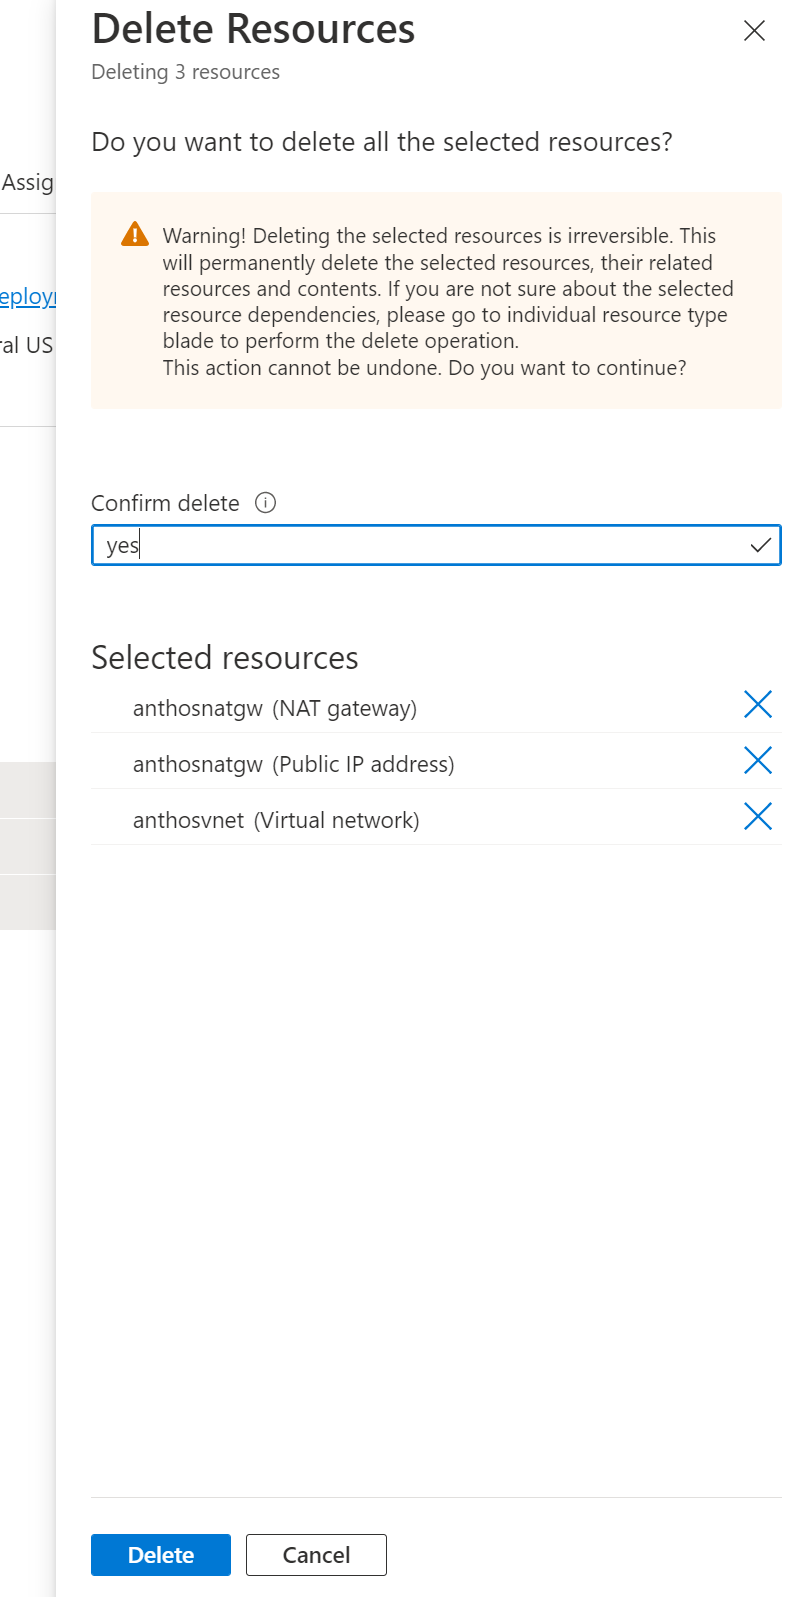 Delete Resources
Deleting 3 resources
Do you want to delete all the selected resources?
Assig
Warning! Deleting the selected resources is irreversible. This
will permanently delete the selected resources, their related
resources and contents. If you are not sure about the selected
resource dependencies, please go to individual resource type
blade to perform the delete operation.
This action cannot be undone. Do you want to continue?
eploy
ral US
Confirm delete
yes
Selected resources
anthosnatgw (NAT gateway)
anthosnatgw (Public IP address)
anthosvnet (Virtual network)
Delete
Cancel